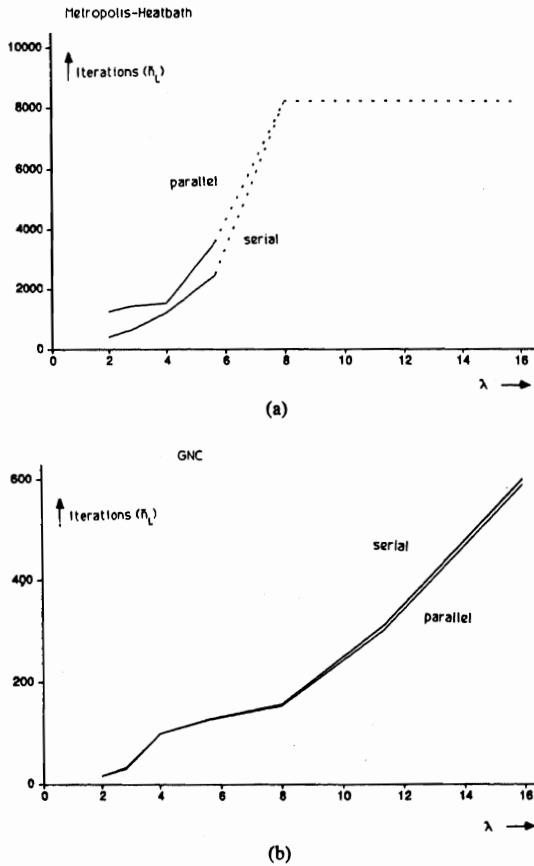 Metropolis-Heatbath
10000
Iterations (n̄L)
8000
parallel
6000
4000
serial
2000
0
0 2 4 6 8 10 12 14 16
λ
(a)
GNC
600
Iterations (n̄L)
serial
400
parallel
200
0
0 2 4 6 8 10 12 14 16
λ
(b)